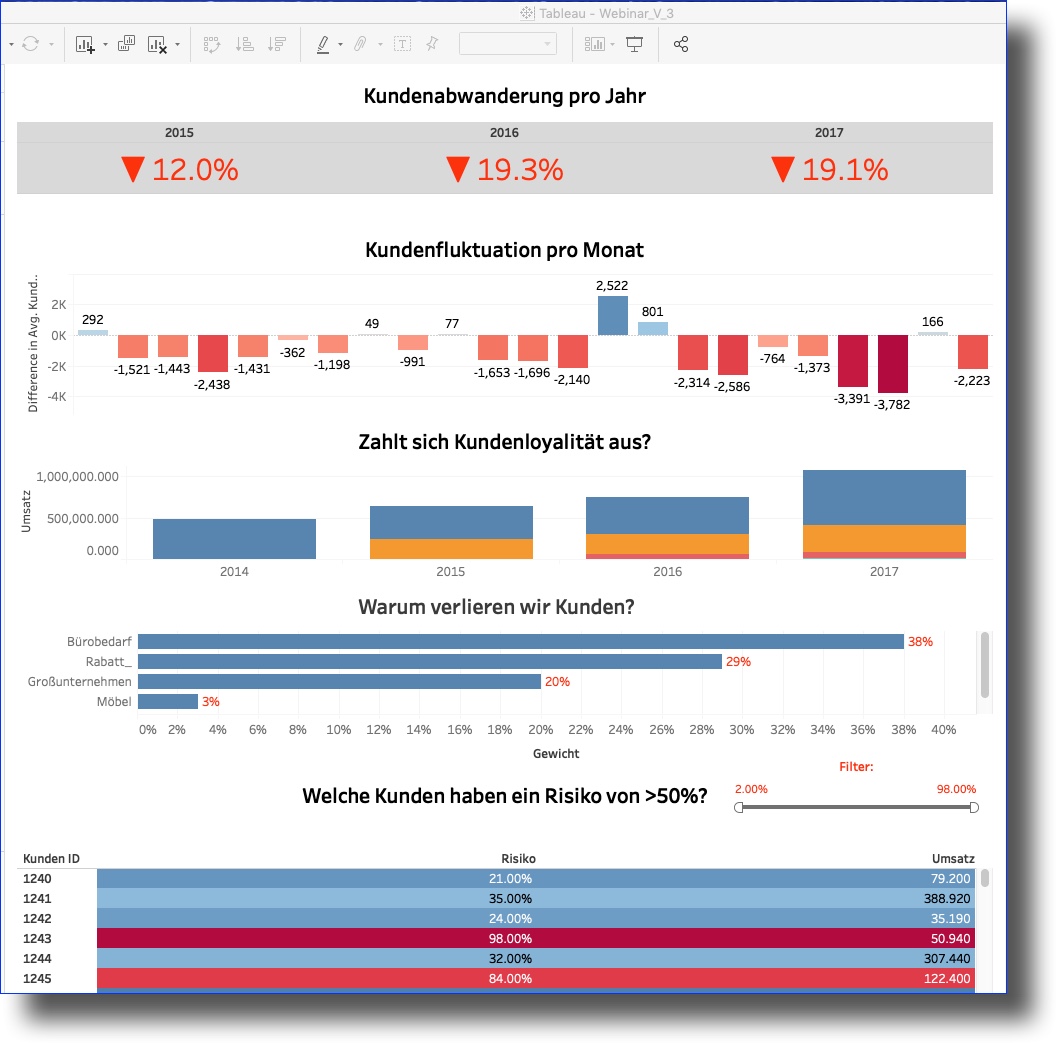 Tableau - Webinar_V_3
Kundenabwanderung pro Jahr
2015 2016 2017
▼ 12.0% ▼ 19.3% ▼ 19.1%
Kundenfluktuation pro Monat
Difference in Avg. Kund..
2K
0K
-2K
-4K
292 -1,521 -1,443 -2,438 -1,431 -362 -1,198 49 -991 77 -1,653 -1,696 -2,140 2,522 801 -2,314 -2,586 -764 -1,373 -3,391 -3,782 166 -2,223
Zahlt sich Kundenloyalität aus?
Umsatz
1,000,000.000
500,000.000
0.000
2014 2015 2016 2017
Warum verlieren wir Kunden?
Bürobedarf 38%
Rabatt_ 29%
Großunternehmen 20%
Möbel 3%
0% 2% 4% 6% 8% 10% 12% 14% 16% 18% 20% 22% 24% 26% 28% 30% 32% 34% 36% 38% 40%
Gewicht
Filter:
Welche Kunden haben ein Risiko von >50%?
2.00% 98.00%
Kunden ID Risiko Umsatz
1240 21.00% 79.200
1241 35.00% 388.920
1242 24.00% 35.190
1243 98.00% 50.940
1244 32.00% 307.440
1245 84.00% 122.400